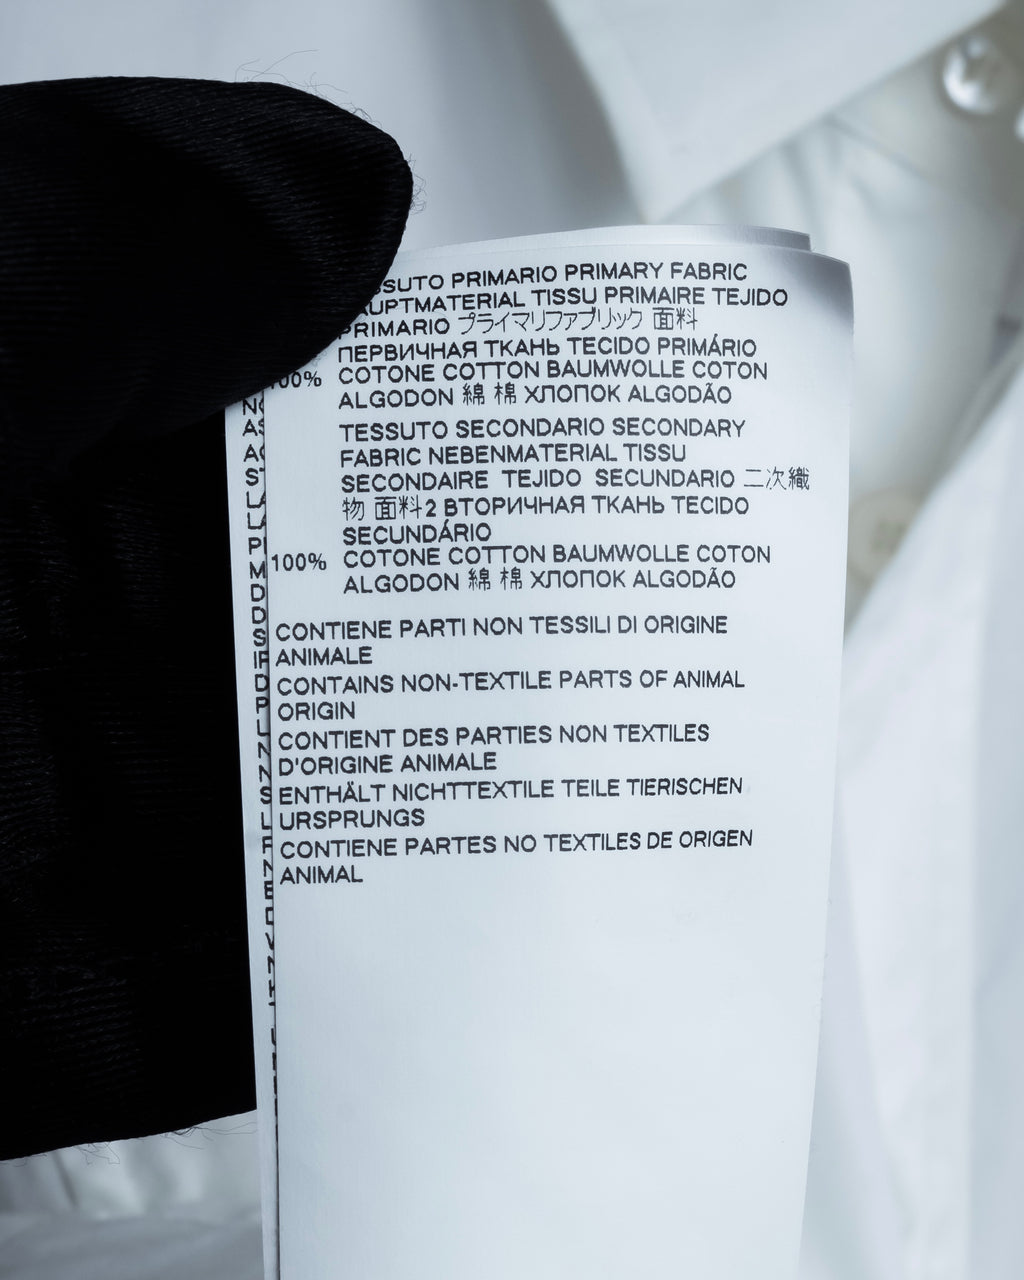 SSUTO PRIMARIO PRIMARY FABRIC
HAUPTMATERIAL TISSU PRIMAIRE TEJIDO
PRIMARIO プライマリファブリック 面料
ПЕРВИЧНАЯ ТКАНЬ TECIDO PRIMÁRIO
100% COTONE COTTON BAUMWOLLE COTON
ALGODON 綿 棉 ХЛОПОК ALGODÃO
TESSUTO SECONDARIO SECONDARY
FABRIC NEBENMATERIAL TISSU
SECONDAIRE TEJIDO SECUNDARIO 二次織
物 面料2 ВТОРИЧНАЯ ТКАНЬ TECIDO
SECUNDÁRIO
100% COTONE COTTON BAUMWOLLE COTON
ALGODON 綿 棉 ХЛОПОК ALGODÃO
CONTIENE PARTI NON TESSILI DI ORIGINE
ANIMALE
CONTAINS NON-TEXTILE PARTS OF ANIMAL
ORIGIN
CONTIENT DES PARTIES NON TEXTILES
D'ORIGINE ANIMALE
ENTHÄLT NICHTTEXTILE TEILE TIERISCHEN
URSPRUNGS
CONTIENE PARTES NO TEXTILES DE ORIGEN
ANIMAL